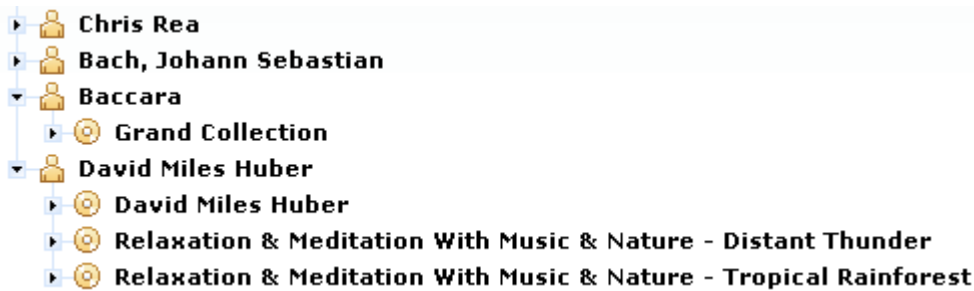 Chris Rea
Bach, Johann Sebastian
Baccara
Grand Collection
David Miles Huber
David Miles Huber
Relaxation & Meditation With Music & Nature - Distant Thunder
Relaxation & Meditation With Music & Nature - Tropical Rainforest